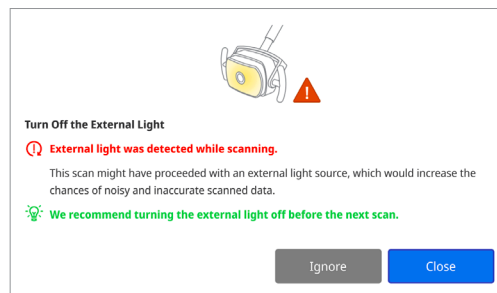 Turn Off the External Light
External light was detected while scanning.
This scan might have proceeded with an external light source, which would increase the
chances of noisy and inaccurate scanned data.
We recommend turning the external light off before the next scan.
Ignore
Close